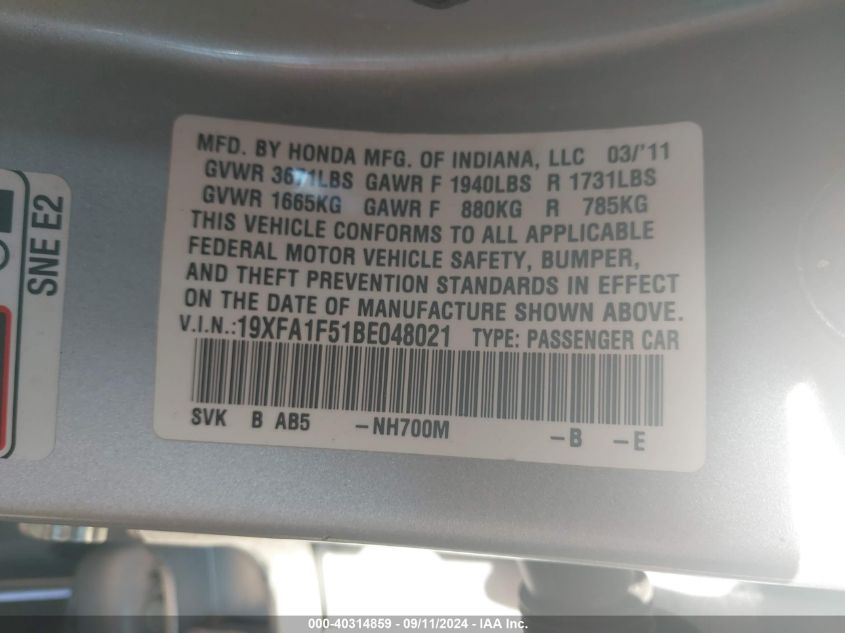 MFD. BY HONDA MFG. OF INDIANA, LLC 03/'11
GVWR 3671LBS GAWR F 1940LBS R 1731LBS
GVWR 1665KG GAWR F 880KG R 785KG
THIS VEHICLE CONFORMS TO ALL APPLICABLE
FEDERAL MOTOR VEHICLE SAFETY, BUMPER,
AND THEFT PREVENTION STANDARDS IN EFFECT
ON THE DATE OF MANUFACTURE SHOWN ABOVE.
V.I.N.:19XFA1F51BE048021 TYPE: PASSENGER CAR
SVK B AB5 -NH700M -B -E
SNE E2
000-40314859 - 09/11/2024 - IAA Inc.